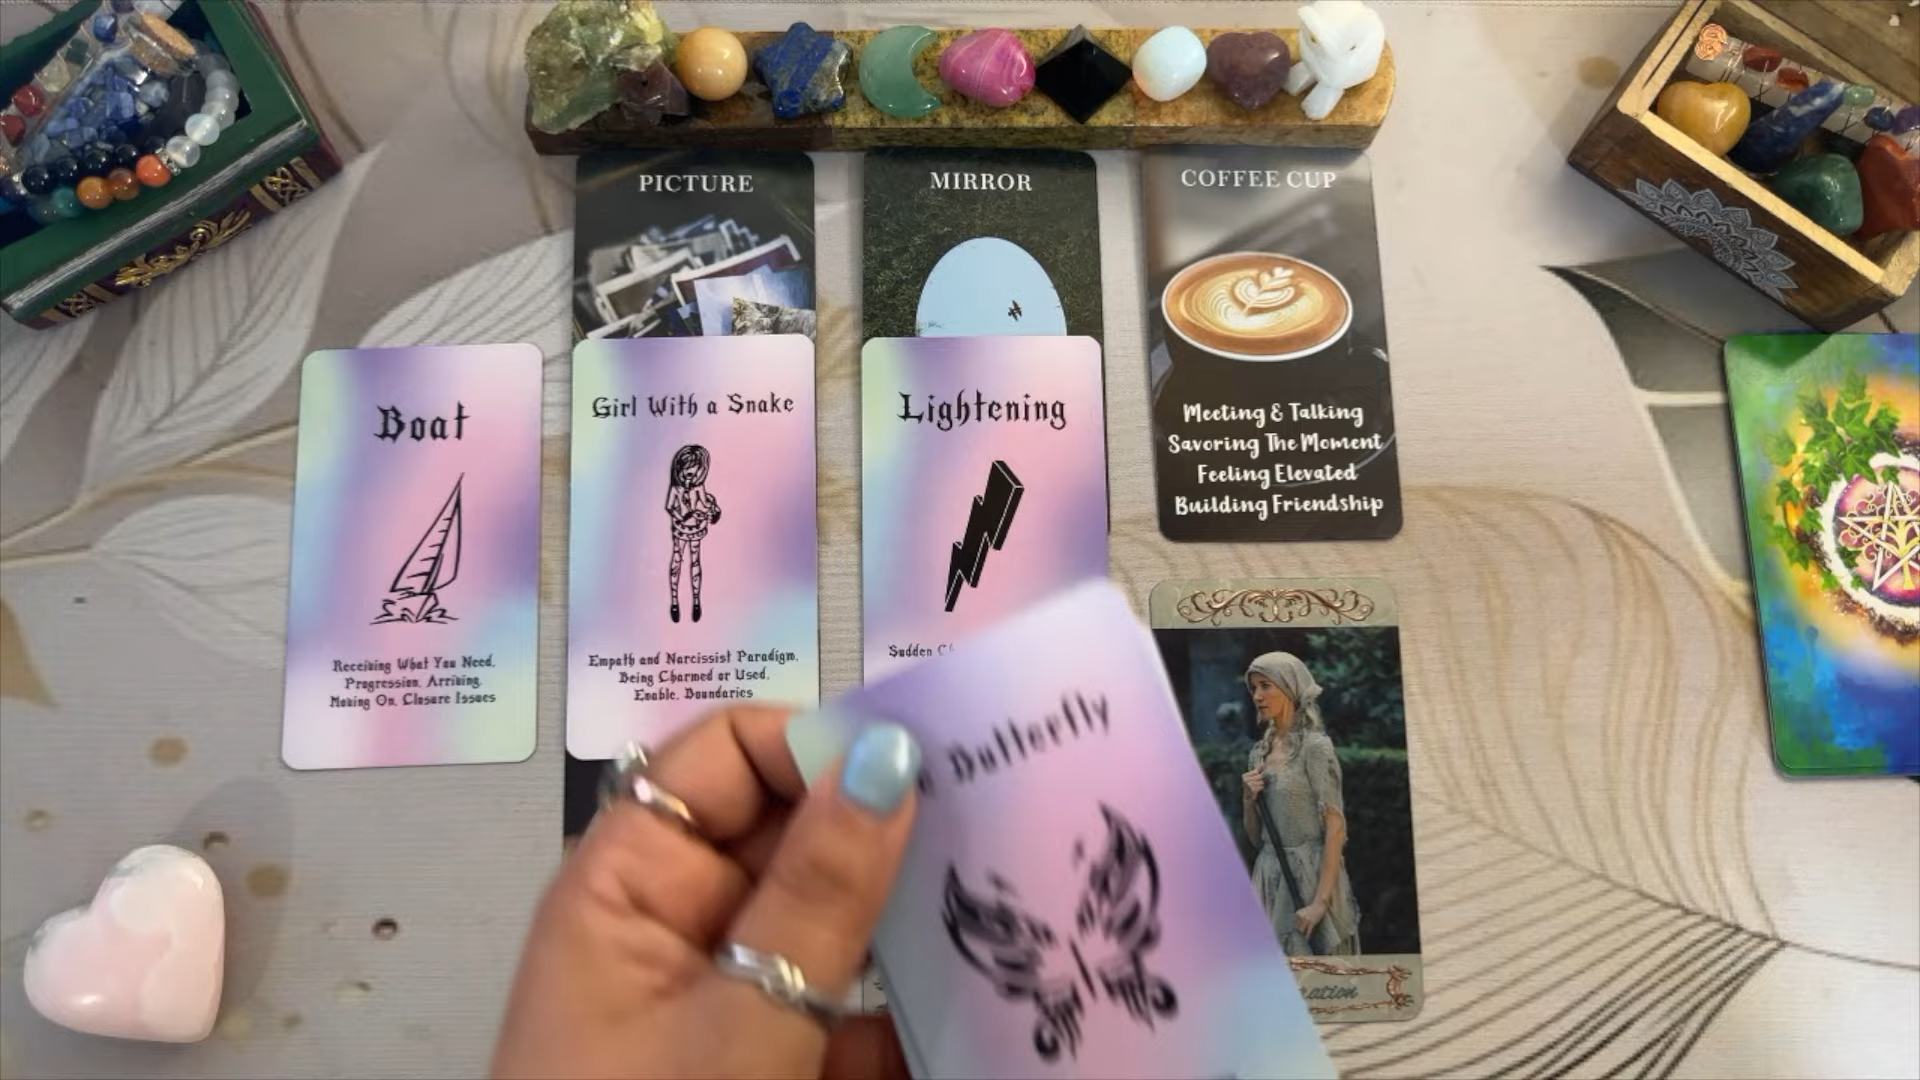 PICTURE
MIRROR
COFFEE CUP
Meeting & Talking
Savoring The Moment
Feeling Elevated
Building Friendship
Boat
Receiving What You Need,
Progression, Arriving,
Moving On, Closure Issues
Girl With a Snake
Empath and Narcissist Paradigm,
Being Charmed or Used,
Enable, Boundaries
Lightening
Sudden
Butterfly